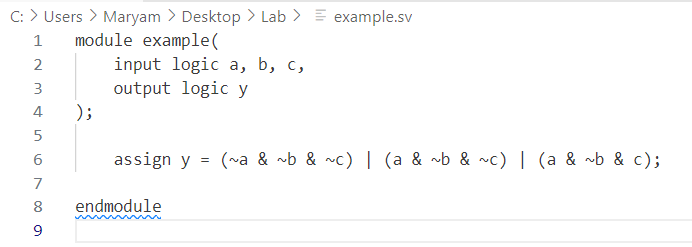 C: > Users > Maryam > Desktop > Lab > example.sv
1 module example(
2     input logic a, b, c,
3     output logic y
4 );
5
6     assign y = (~a & ~b & ~c) | (a & ~b & ~c) | (a & ~b & c);
7
8 endmodule
9